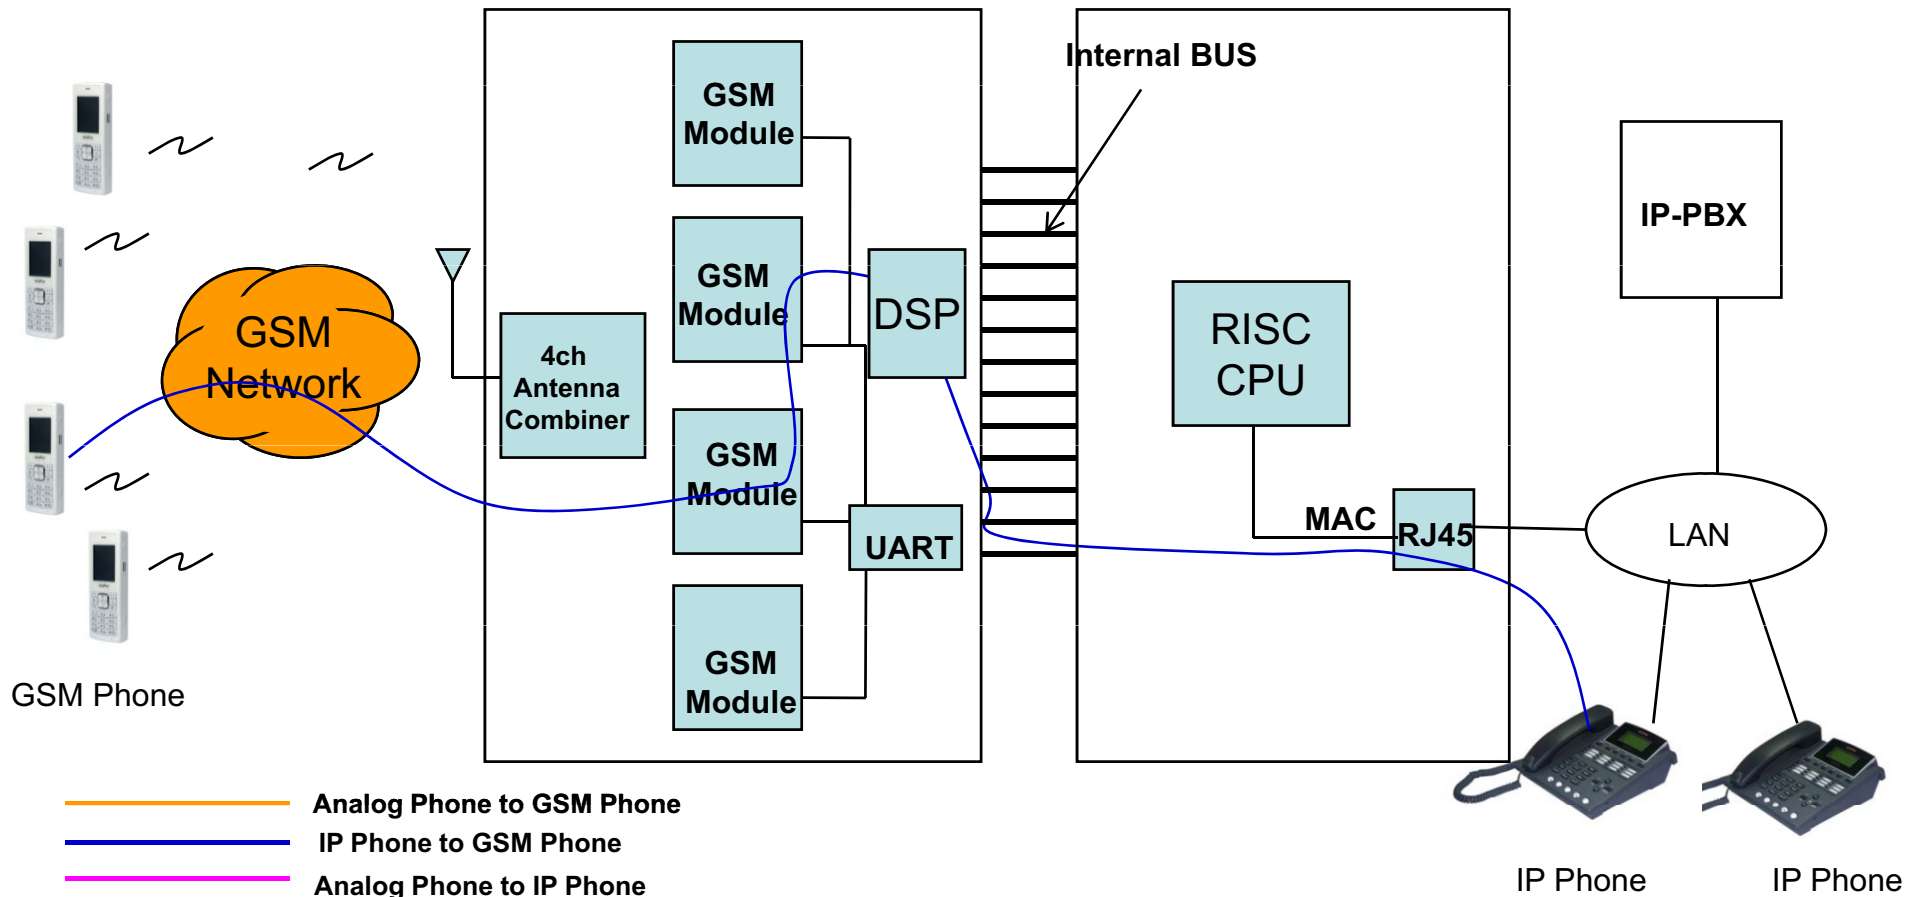 Internal BUS
GSM
Module
GSM
Module
GSM
Module
GSM
Module
DSP
UART
4ch
Antenna
Combiner
GSM
Network
GSM Phone
RISC
CPU
MAC
RJ45
IP-PBX
LAN
IP Phone
IP Phone
Analog Phone to GSM Phone
IP Phone to GSM Phone
Analog Phone to IP Phone